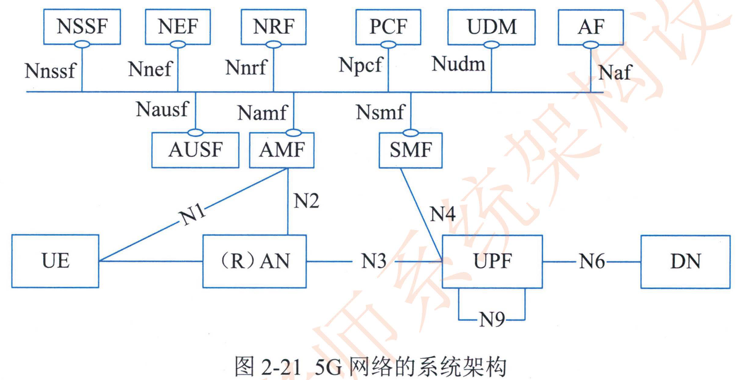 NSSF NEF NRF PCF UDM AF
Nnssf Nnef Nnrf Npcf Nudm Naf
Nausf Namf Nsmf
AUSF AMF SMF
N1 N2 N4
UE (R)AN N3 UPF N6 DN
N9
图 2-21 5G 网络的系统架构
师系统架构设